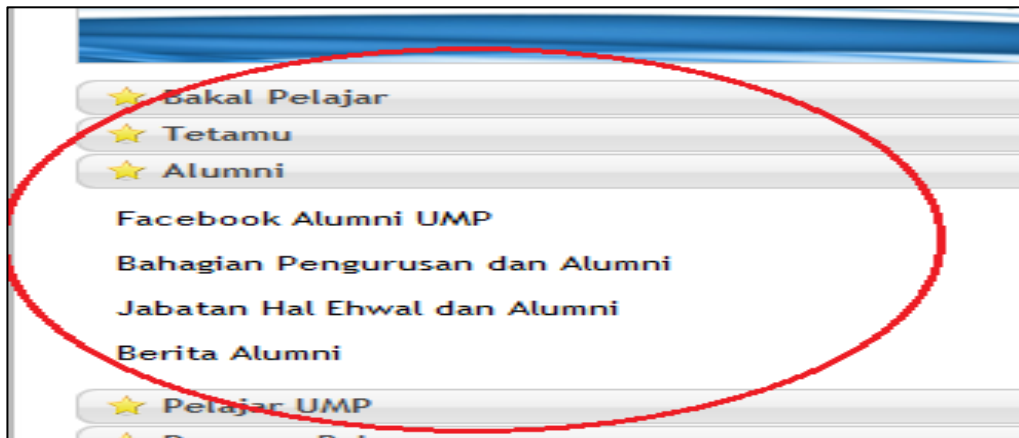 Bakal Pelajar
Tetamu
Alumni
Facebook Alumni UMP
Bahagian Pengurusan dan Alumni
Jabatan Hal Ehwal dan Alumni
Berita Alumni
Pelajar UMP